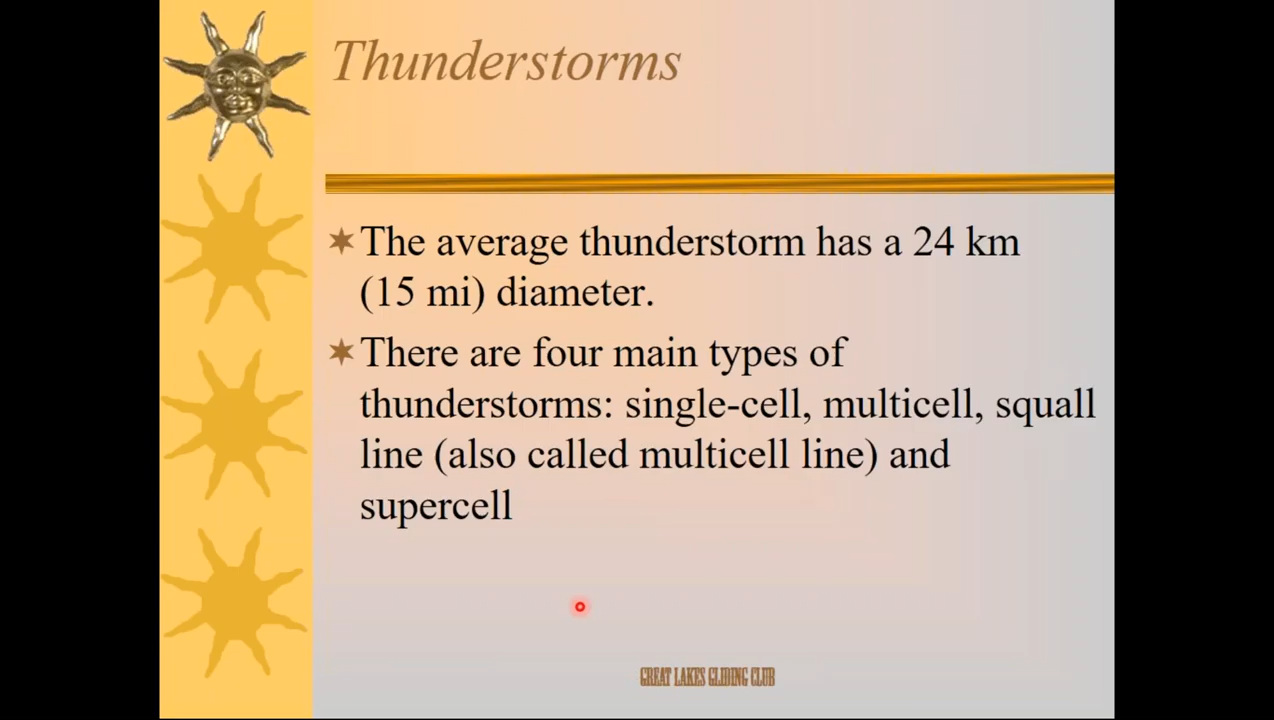 Thunderstorms
The average thunderstorm has a 24 km
(15 mi) diameter.
There are four main types of
thunderstorms: single-cell, multicell, squall
line (also called multicell line) and
supercell
GREAT LAKES GLIDING CLUB